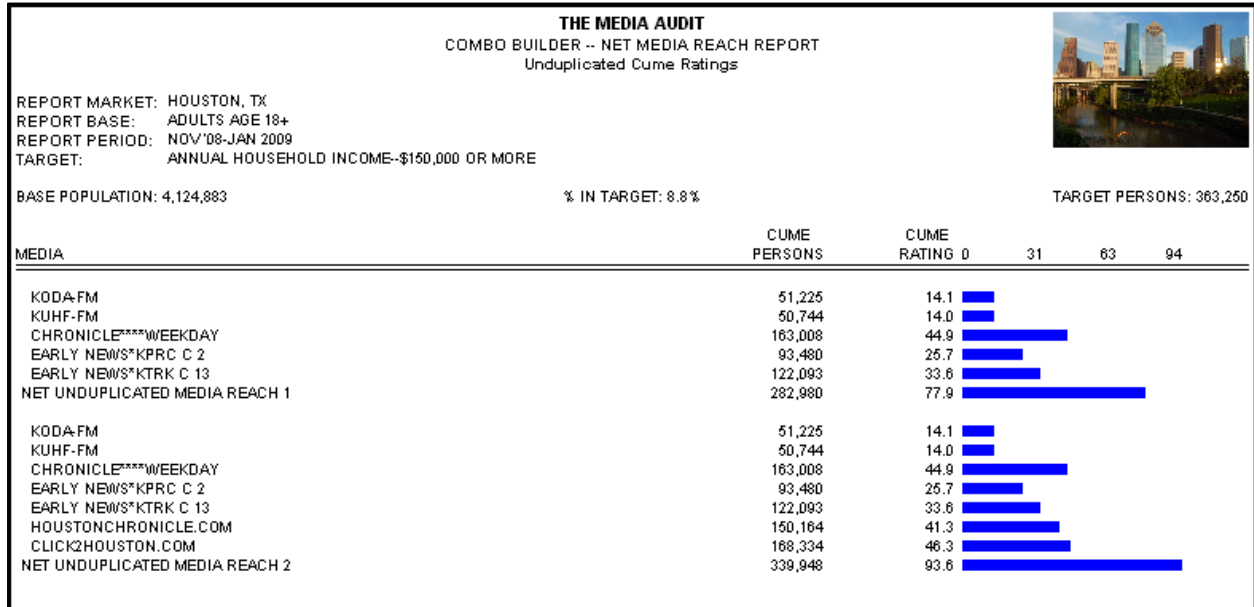 THE MEDIA AUDIT
COMBO BUILDER -- NET MEDIA REACH REPORT
Unduplicated Cume Ratings
REPORT MARKET: HOUSTON, TX
REPORT BASE: ADULTS AGE 18+
REPORT PERIOD: NOV'08-JAN 2009
TARGET: ANNUAL HOUSEHOLD INCOME--$150,000 OR MORE
BASE POPULATION: 4,124,883 % IN TARGET: 8.8% TARGET PERSONS: 363,250
CUME CUME
MEDIA PERSONS RATING 0 31 63 94
KODA-FM 51,225 14.1
KUHF-FM 50,744 14.0
CHRONICLE****WEEKDAY 163,008 44.9
EARLY NEWS*KPRC C 2 93,480 25.7
EARLY NEWS*KTRK C 13 122,093 33.6
NET UNDUPLICATED MEDIA REACH 1 282,980 77.9
KODA-FM 51,225 14.1
KUHF-FM 50,744 14.0
CHRONICLE****WEEKDAY 163,008 44.9
EARLY NEWS*KPRC C 2 93,480 25.7
EARLY NEWS*KTRK C 13 122,093 33.6
HOUSTONCHRONICLE.COM 150,164 41.3
CLICK2HOUSTON.COM 168,334 46.3
NET UNDUPLICATED MEDIA REACH 2 339,948 93.6